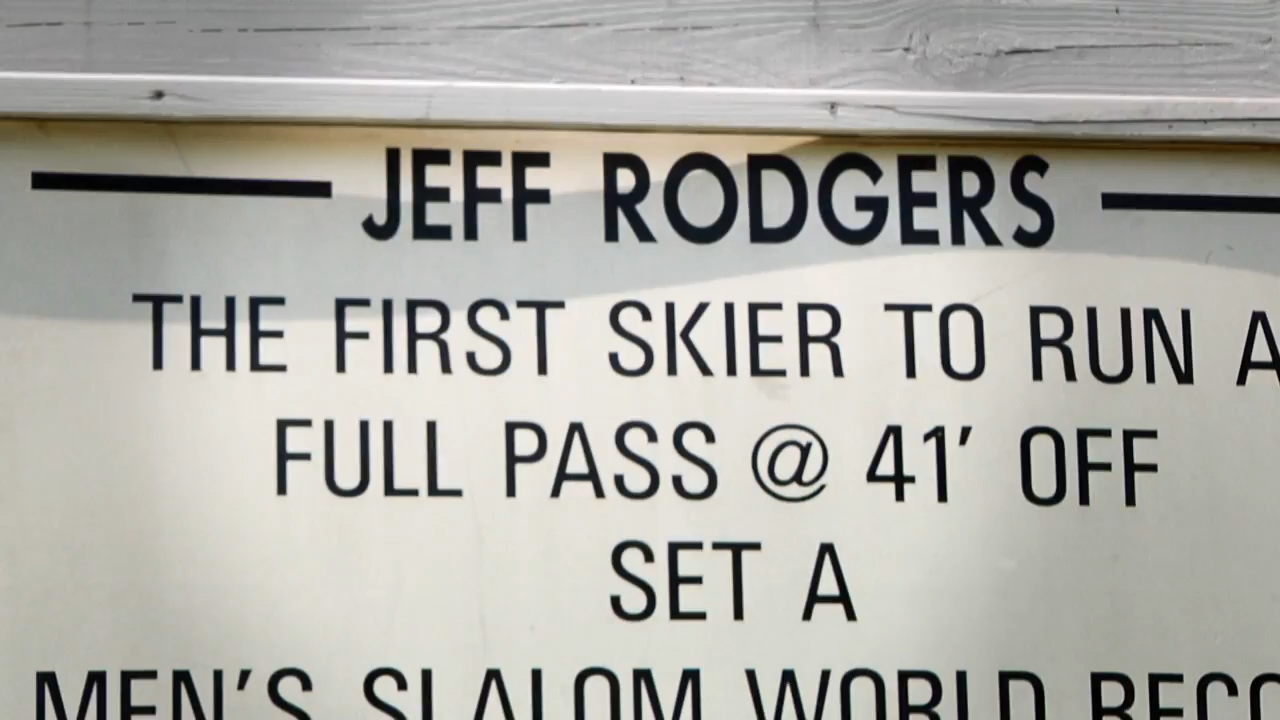 JEFF RODGERS
THE FIRST SKIER TO RUN A
FULL PASS @ 41' OFF
SET A
MEN'S SLALOM WORLD